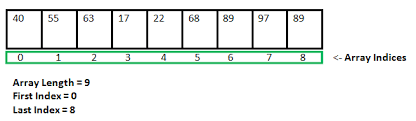 40 55 63 17 22 68 89 97 89
0 1 2 3 4 5 6 7 8 <- Array Indices
Array Length = 9
First Index = 0
Last Index = 8